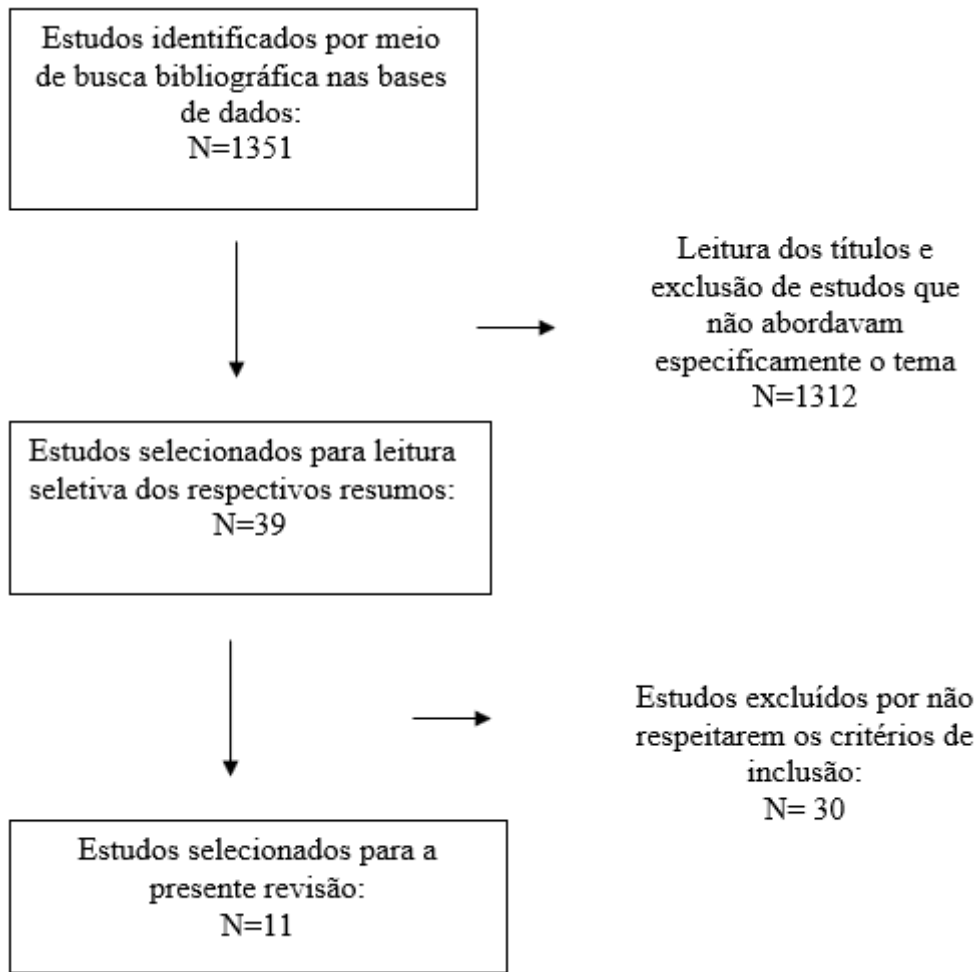 Estudos identificados por meio
de busca bibliográfica nas bases
de dados:
N=1351
Leitura dos títulos e
exclusão de estudos que
não abordavam
especificamente o tema
N=1312
Estudos selecionados para leitura
seletiva dos respectivos resumos:
N=39
Estudos excluídos por não
respeitarem os critérios de
inclusão:
N= 30
Estudos selecionados para a
presente revisão:
N=11